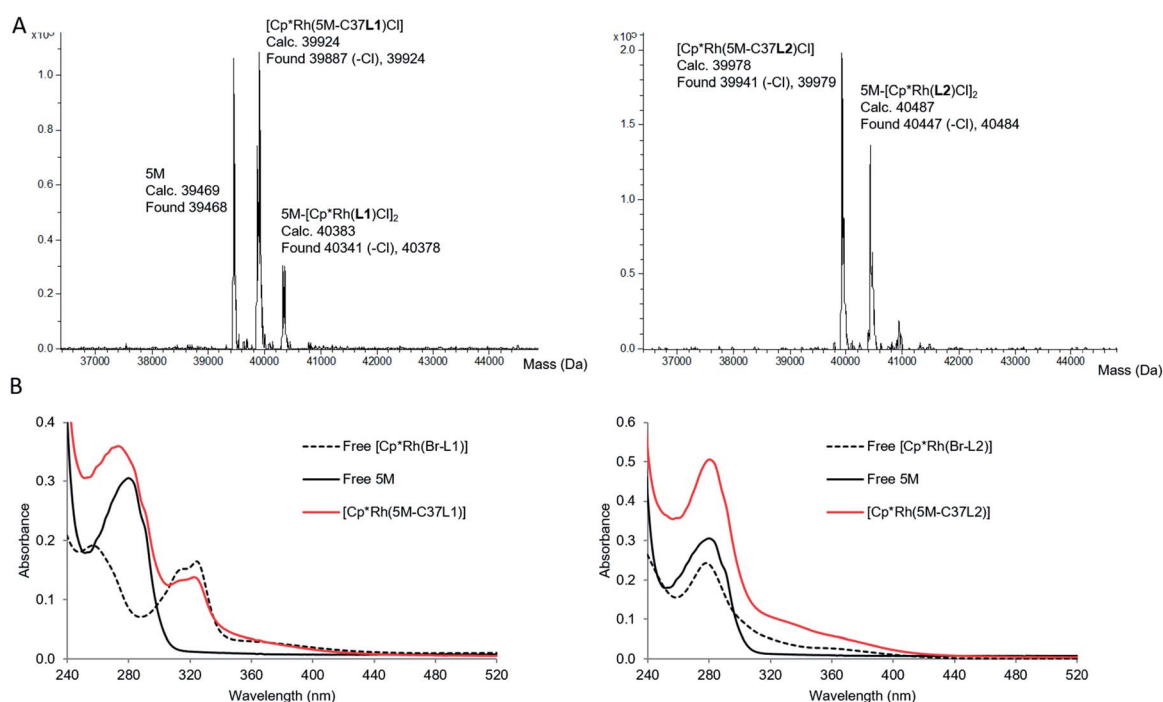 A
x10⁵
[Cp*Rh(5M-C37L1)Cl]
Calc. 39924
Found 39887 (-Cl), 39924
1.0
0.8
0.6
0.4
0.2
0.0
5M
Calc. 39469
Found 39468
5M-[Cp*Rh(L1)Cl]₂
Calc. 40383
Found 40341 (-Cl), 40378
37000 38000 39000 40000 41000 42000 43000 44000
Mass (Da)
x10⁵
[Cp*Rh(5M-C37L2)Cl]
Calc. 39978
Found 39941 (-Cl), 39979
2.0
1.5
1.0
0.5
0.0
5M-[Cp*Rh(L2)Cl]₂
Calc. 40487
Found 40447 (-Cl), 40484
37000 38000 39000 40000 41000 42000 43000 44000
Mass (Da)
B
0.4
0.3
0.2
0.1
0.0
Absorbance
Free [Cp*Rh(Br-L1)]
Free 5M
[Cp*Rh(5M-C37L1)]
240 280 320 360 400 440 480 520
Wavelength (nm)
0.6
0.5
0.4
0.3
0.2
0.1
0.0
Absorbance
Free [Cp*Rh(Br-L2)]
Free 5M
[Cp*Rh(5M-C37L2)]
240 280 320 360 400 440 480 520
Wavelength (nm)